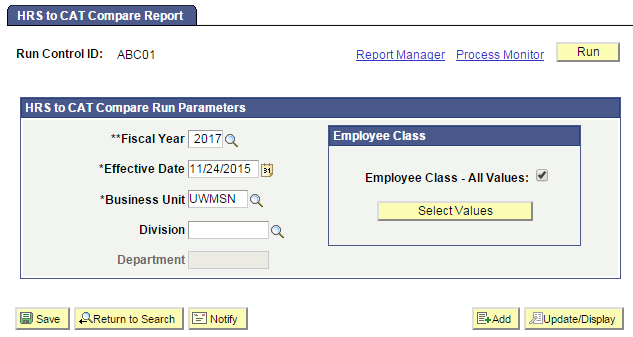 HRS to CAT Compare Report
Run Control ID: ABC01 Report Manager Process Monitor Run
HRS to CAT Compare Run Parameters
**Fiscal Year 2017
*Effective Date 11/24/2015 31
*Business Unit UWMSN
Division
Department
Employee Class
Employee Class - All Values:
Select Values
Save Return to Search Notify Add Update/Display